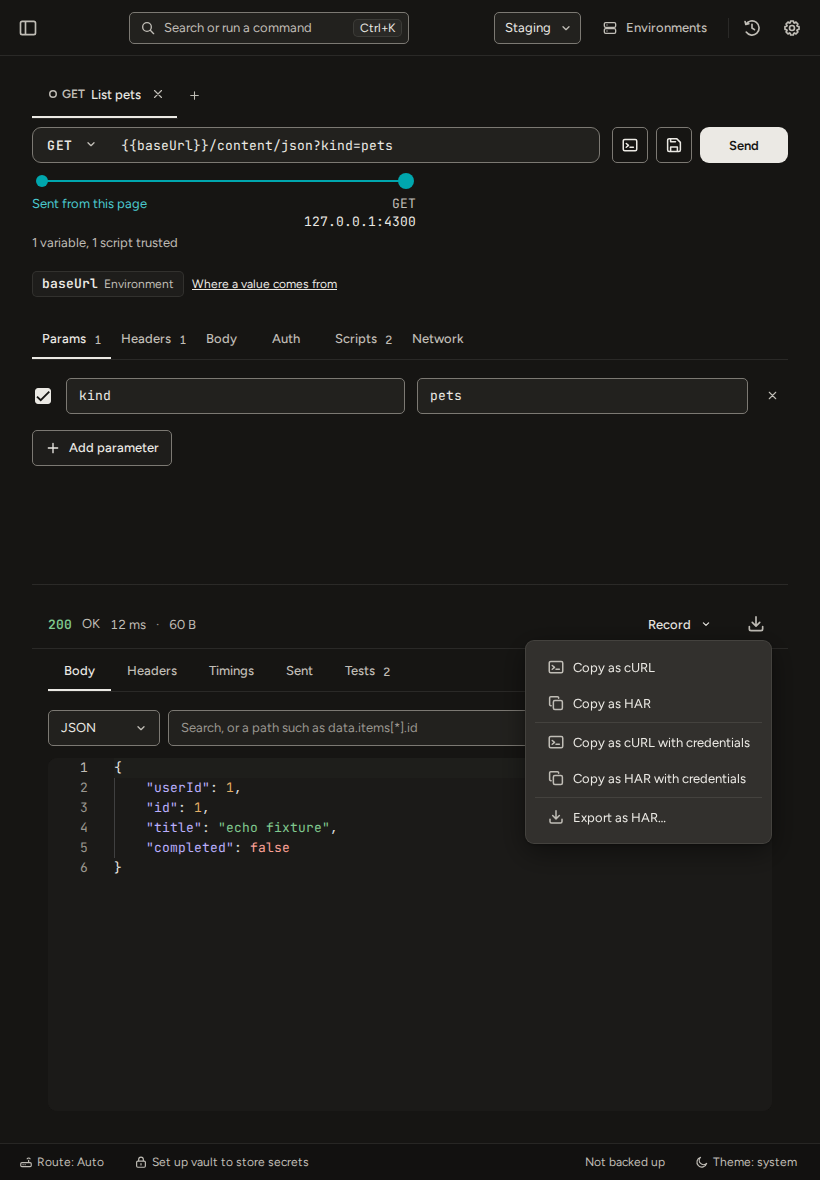 Search or run a command Ctrl+K Staging Environments
GET List pets
GET {{baseUrl}}/content/json?kind=pets Send
Sent from this page GET
127.0.0.1:4300
1 variable, 1 script trusted
baseUrl Environment Where a value comes from
Params 1 Headers 1 Body Auth Scripts 2 Network
kind pets
Add parameter
200 OK 12 ms · 60 B Record
Body Headers Timings Sent Tests 2
JSON Search, or a path such as data.items[*].id
Copy as cURL
Copy as HAR
Copy as cURL with credentials
Copy as HAR with credentials
Export as HAR...
1 {
2 "userId": 1,
3 "id": 1,
4 "title": "echo fixture",
5 "completed": false
6 }
Route: Auto Set up vault to store secrets Not backed up Theme: system